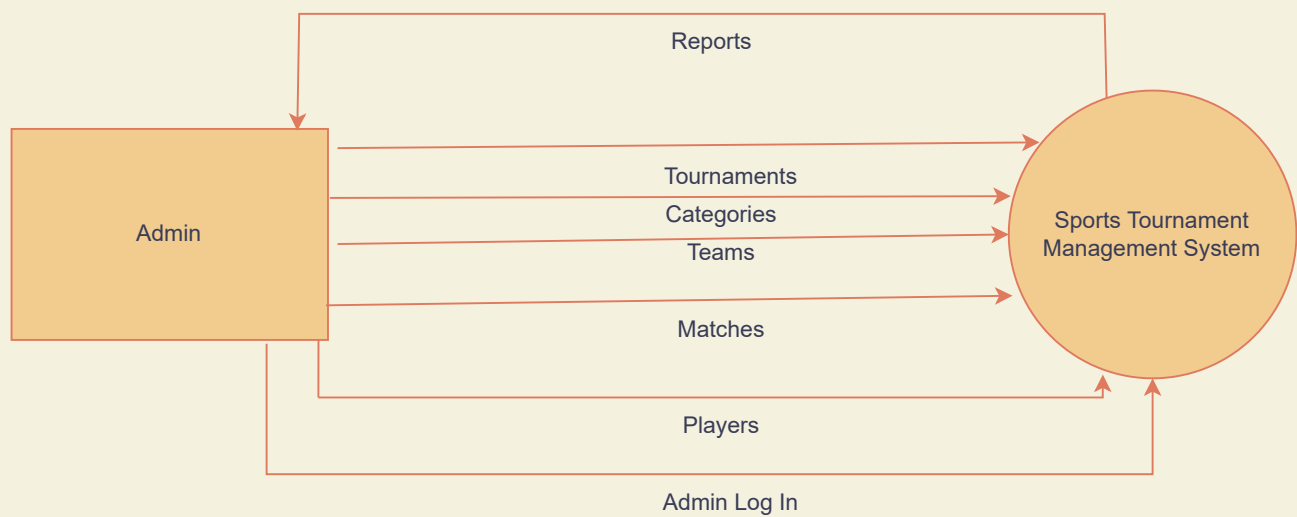 Reports
Tournaments
Admin
Categories
Sports Tournament
Management System
Teams
Matches
Players
Admin Log In